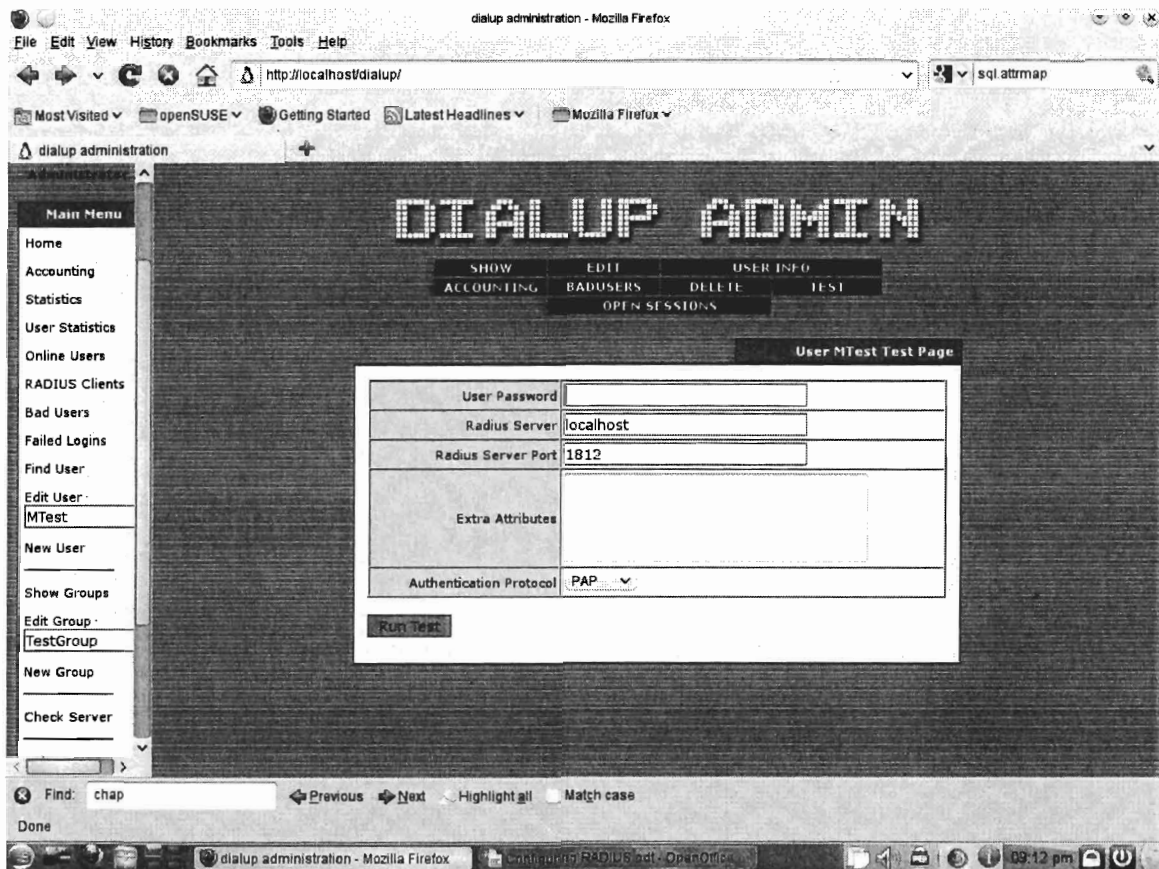 dialup administration - Mozilla Firefox
File Edit View History Bookmarks Tools Help
http://localhost/dialup/
sql.attrmap
Most Visited openSUSE Getting Started Latest Headlines Mozilla Firefox
dialup administration
Main Menu
Home
Accounting
Statistics
User Statistics
Online Users
RADIUS Clients
Bad Users
Failed Logins
Find User
Edit User
MTest
New User
Show Groups
Edit Group
TestGroup
New Group
Check Server
DIALUP ADMIN
SHOW EDIT USER INFO
ACCOUNTING BADUSERS DELETE TEST
OPEN SESSIONS
User MTest Test Page
User Password
Radius Server localhost
Radius Server Port 1812
Extra Attributes
Authentication Protocol PAP
Run Test
Find: chap Previous Next Highlight all Match case
Done
dialup administration - Mozilla Firefox Configuring RADIUS.odt - OpenOffice
09:12 pm